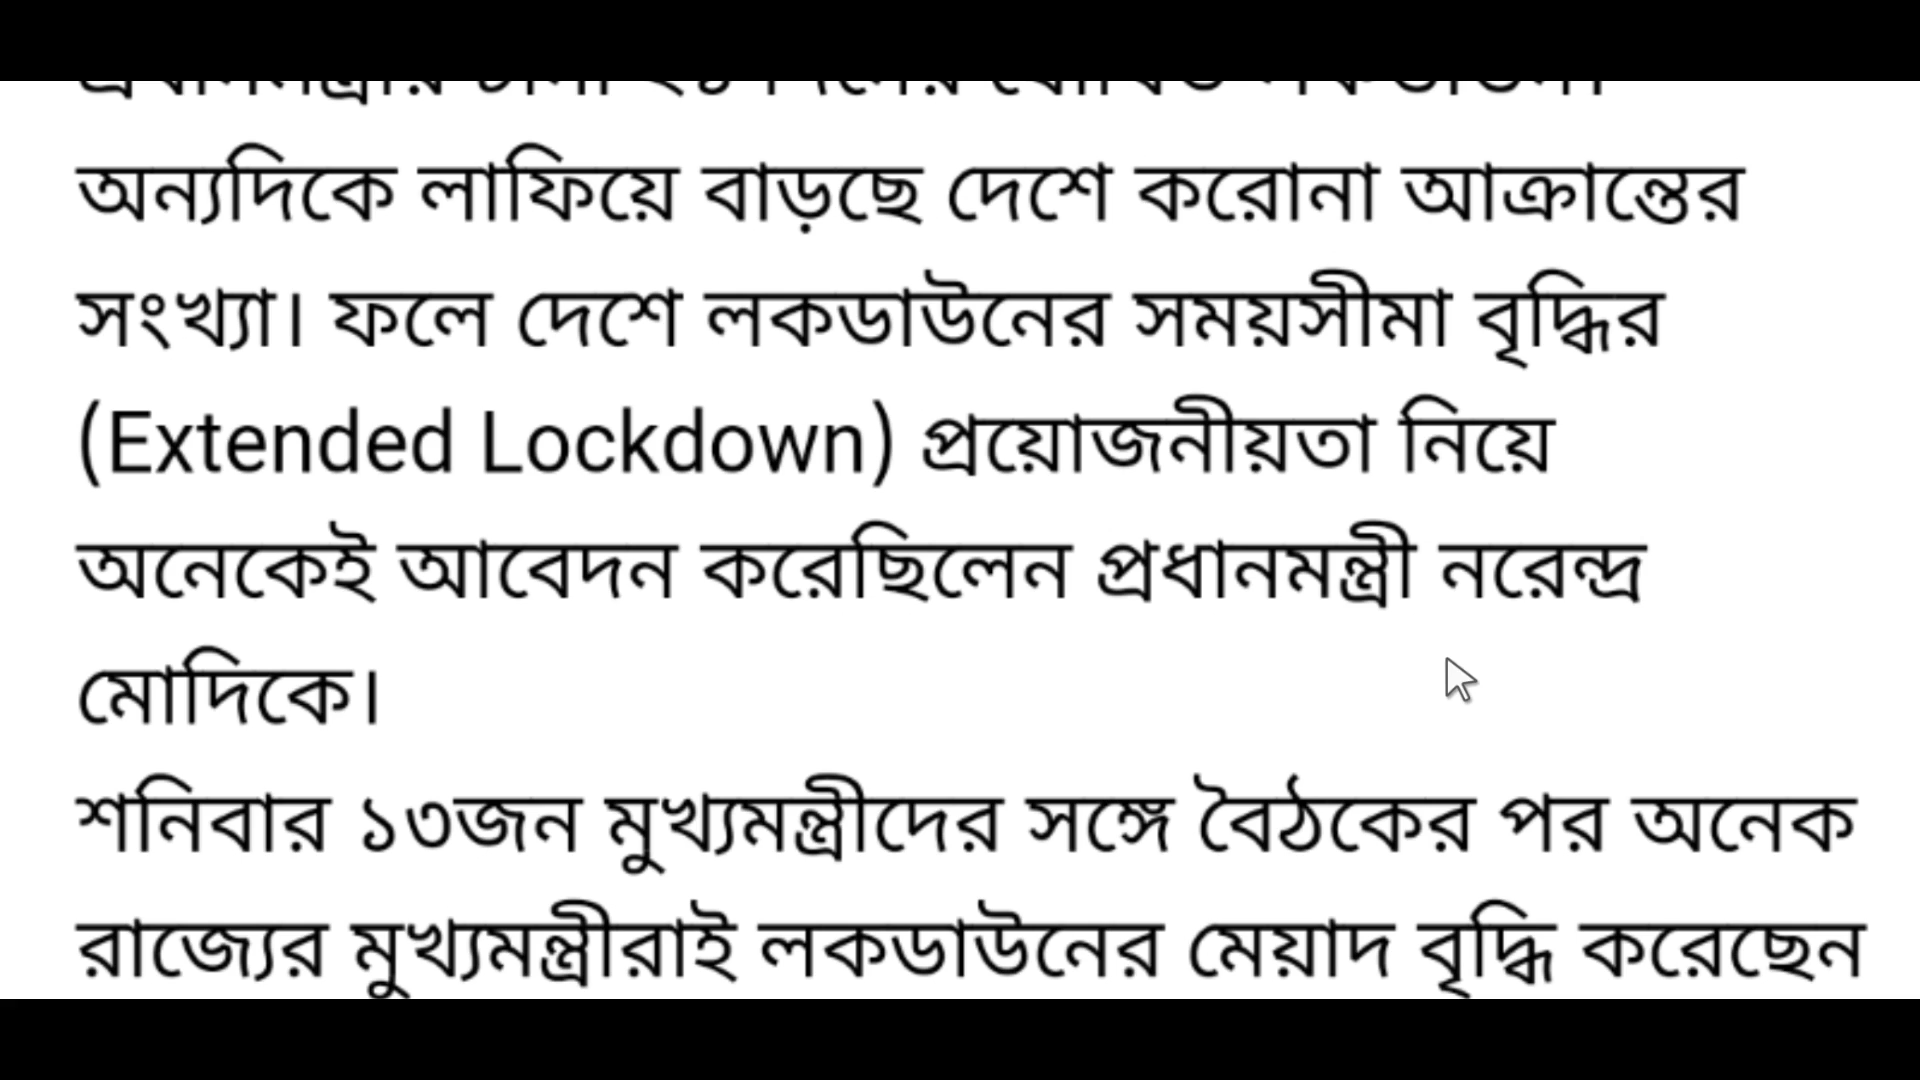 অন্যদিকে লাফিয়ে বাড়ছে দেশে করোনা আক্রান্তের
সংখ্যা। ফলে দেশে লকডাউনের সময়সীমা বৃদ্ধির
(Extended Lockdown) প্রয়োজনীয়তা নিয়ে
অনেকেই আবেদন করেছিলেন প্রধানমন্ত্রী নরেন্দ্র
মোদিকে।
শনিবার ১৩জন মুখ্যমন্ত্রীদের সঙ্গে বৈঠকের পর অনেক
রাজ্যের মুখ্যমন্ত্রীরাই লকডাউনের মেয়াদ বৃদ্ধি করেছেন